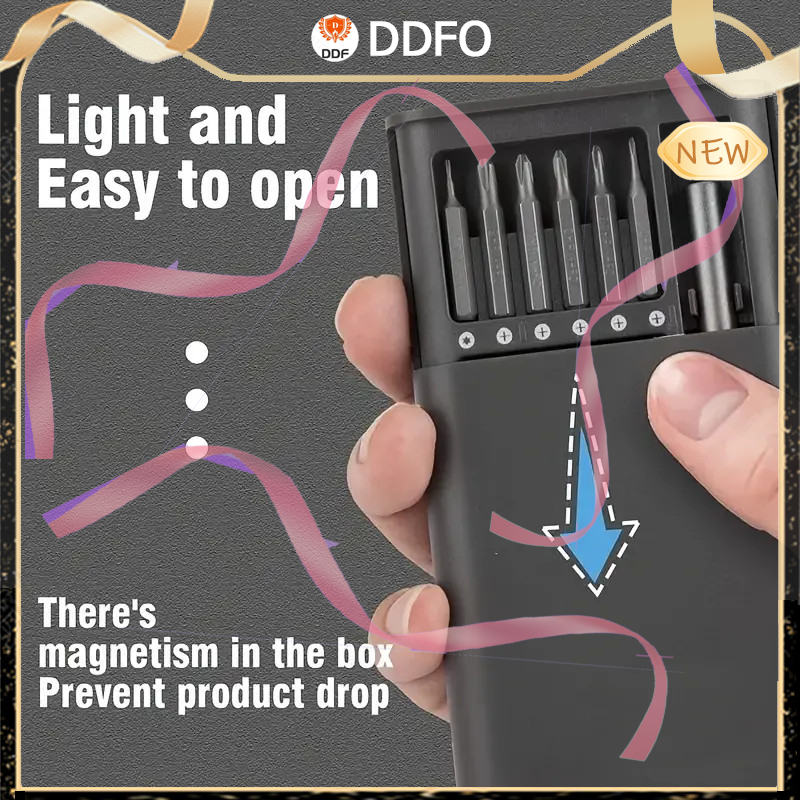 DDF
DDFO
Light and
Easy to open
NEW
There's
magnetism in the box
Prevent product drop